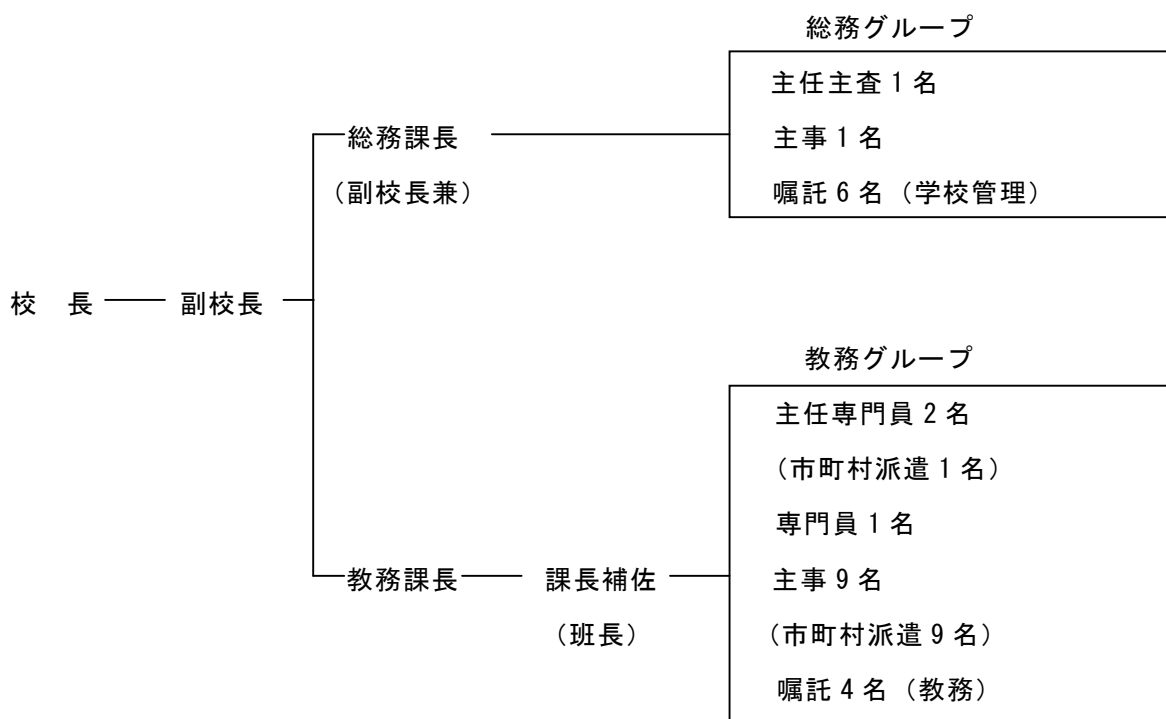 総務グループ
主任主査 1 名
総務課長
主事 1 名
(副校長兼)
嘱託 6 名 (学校管理)
校　長
副校長
教務グループ
主任専門員 2 名
(市町村派遣 1 名)
専門員 1 名
教務課長
課長補佐
主事 9 名
(班長)
(市町村派遣 9 名)
嘱託 4 名 (教務)